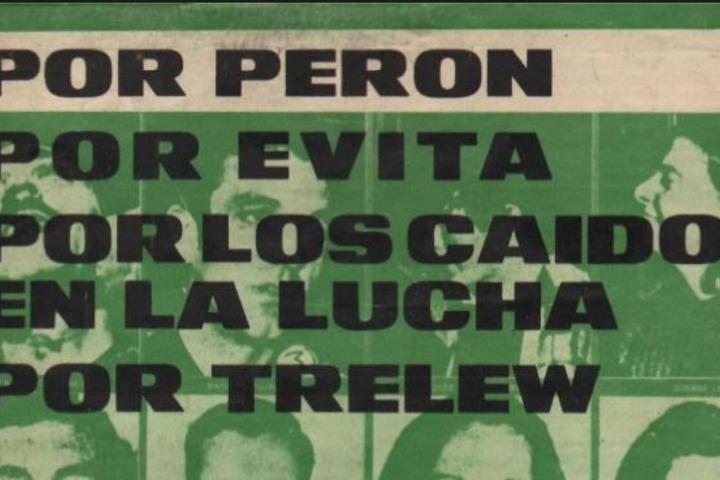 POR PERON
POR EVITA
POR LOS CAIDO
EN LA LUCHA
POR TRELEW